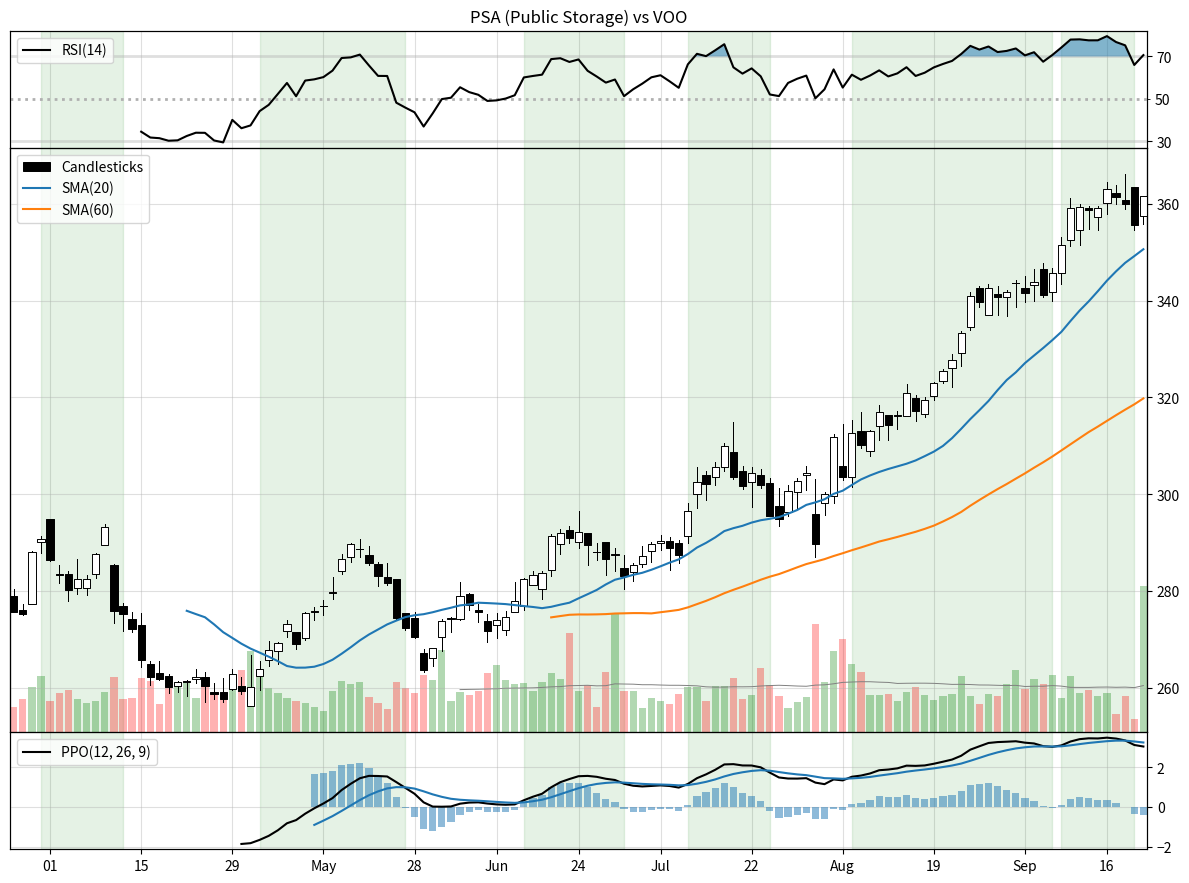 PSA (Public Storage) vs VOO
RSI(14)
70
50
30
Candlesticks
SMA(20)
SMA(60)
360
340
320
300
280
260
PPO(12, 26, 9)
2
0
−2
01 15 29 May 28 Jun 24 Jul 22 Aug 19 Sep 16